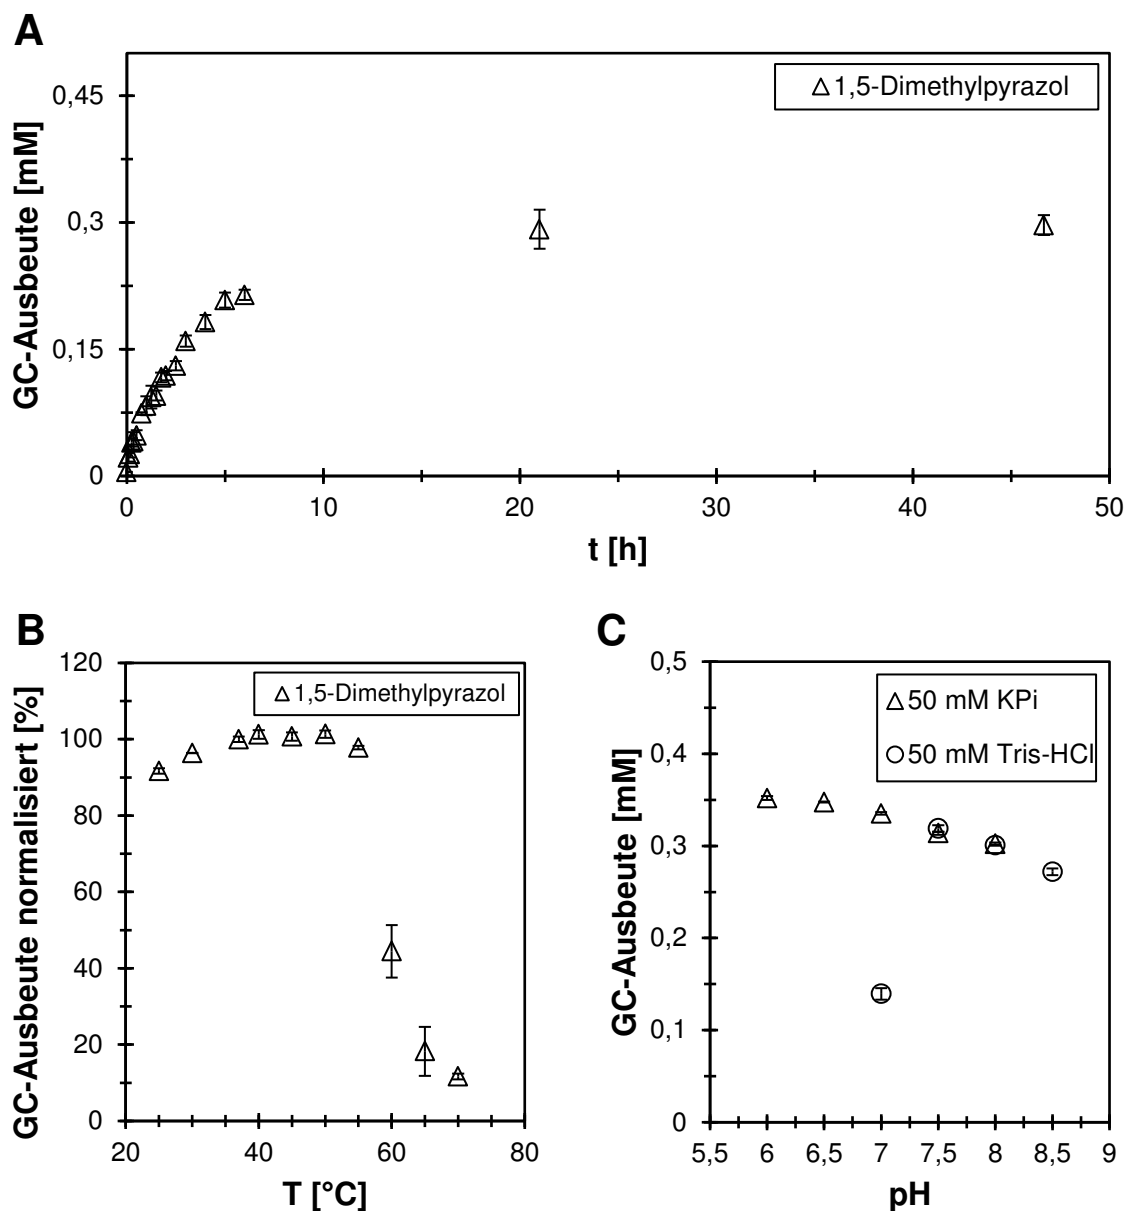 A
1,5-Dimethylpyrazol
GC-Ausbeute [mM]
0,45
0,3
0,15
0
0 10 20 30 40 50
t [h]
B
1,5-Dimethylpyrazol
GC-Ausbeute normalisiert [%]
120
100
80
60
40
20
0
20 40 60 80
T [°C]
C
50 mM KPi
50 mM Tris-HCl
GC-Ausbeute [mM]
0,5
0,4
0,3
0,2
0,1
0
5,5 6 6,5 7 7,5 8 8,5 9
pH